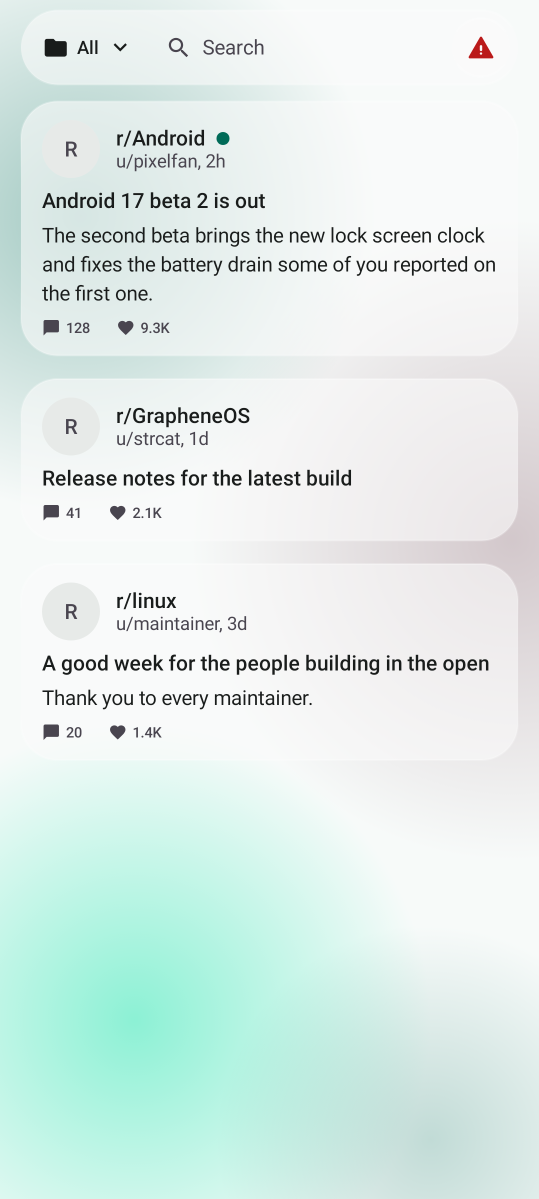 All
Search
R
r/Android
u/pixelfan, 2h
Android 17 beta 2 is out
The second beta brings the new lock screen clock
and fixes the battery drain some of you reported on
the first one.
128 9.3K
R
r/GrapheneOS
u/strcat, 1d
Release notes for the latest build
41 2.1K
R
r/linux
u/maintainer, 3d
A good week for the people building in the open
Thank you to every maintainer.
20 1.4K